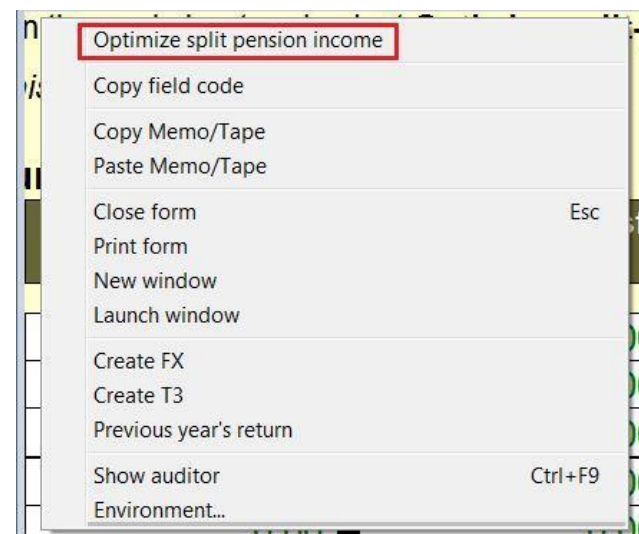 Optimize split pension income
Copy field code
Copy Memo/Tape
Paste Memo/Tape
Close form Esc
Print form
New window
Launch window
Create FX
Create T3
Previous year's return
Show auditor Ctrl+F9
Environment...